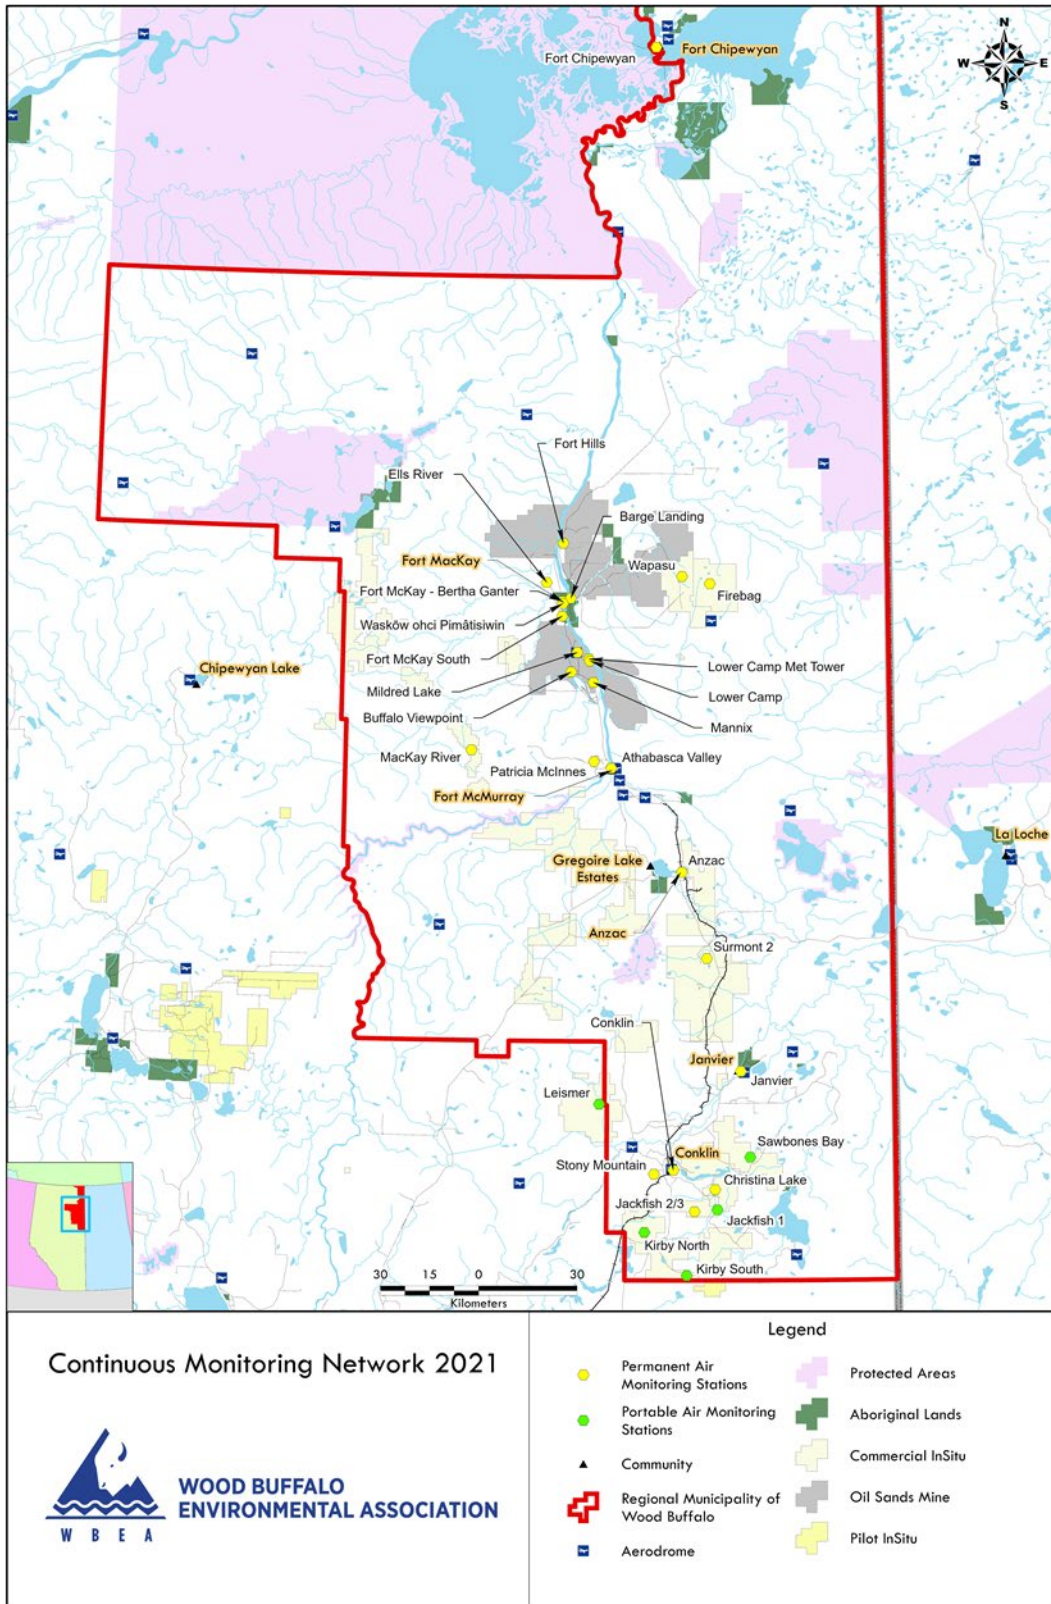 N
W E
S
Fort Chipewyan
Fort Chipewyan
Fort Hills
Ells River
Barge Landing
Fort MacKay
Wapasu
Fort McKay - Bertha Ganter
Firebag
Waskōw ohci Pimâtisiwin
Fort McKay South
Chipewyan Lake
Lower Camp Met Tower
Mildred Lake
Lower Camp
Buffalo Viewpoint
Mannix
MacKay River
Athabasca Valley
Patricia McInnes
Fort McMurray
La Loche
Gregoire Lake
Estates
Anzac
Anzac
Surmont 2
Conklin
Janvier
Janvier
Leismer
Sawbones Bay
Conklin
Stony Mountain
Christina Lake
Jackfish 2/3
Jackfish 1
Kirby North
Kirby South
30 15 0 30
Kilometers
Continuous Monitoring Network 2021
WBEA
WOOD BUFFALO
ENVIRONMENTAL ASSOCIATION
Legend
Permanent Air
Monitoring Stations
Portable Air Monitoring
Stations
Community
Regional Municipality of
Wood Buffalo
Aerodrome
Protected Areas
Aboriginal Lands
Commercial InSitu
Oil Sands Mine
Pilot InSitu